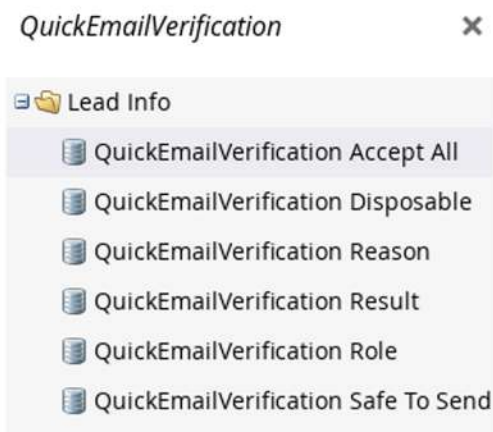 QuickEmailVerification
Lead Info
QuickEmailVerification Accept All
QuickEmailVerification Disposable
QuickEmailVerification Reason
QuickEmailVerification Result
QuickEmailVerification Role
QuickEmailVerification Safe To Send